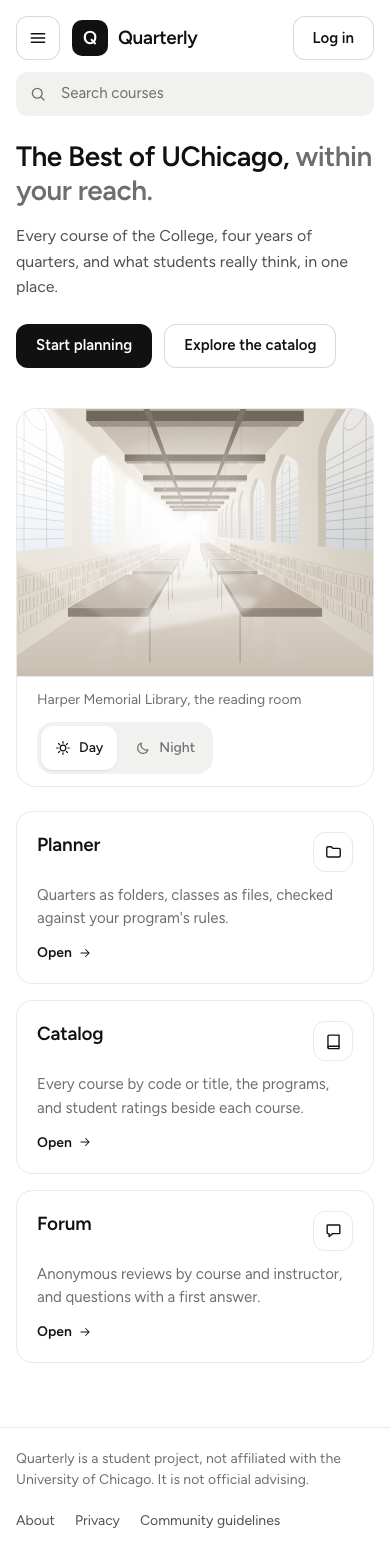 Q Quarterly
Log in
Search courses
The Best of UChicago, within
your reach.
Every course of the College, four years of
quarters, and what students really think, in one
place.
Start planning
Explore the catalog
Harper Memorial Library, the reading room
Day
Night
Planner
Quarters as folders, classes as files, checked
against your program's rules.
Open →
Catalog
Every course by code or title, the programs,
and student ratings beside each course.
Open →
Forum
Anonymous reviews by course and instructor,
and questions with a first answer.
Open →
Quarterly is a student project, not affiliated with the
University of Chicago. It is not official advising.
About
Privacy
Community guidelines